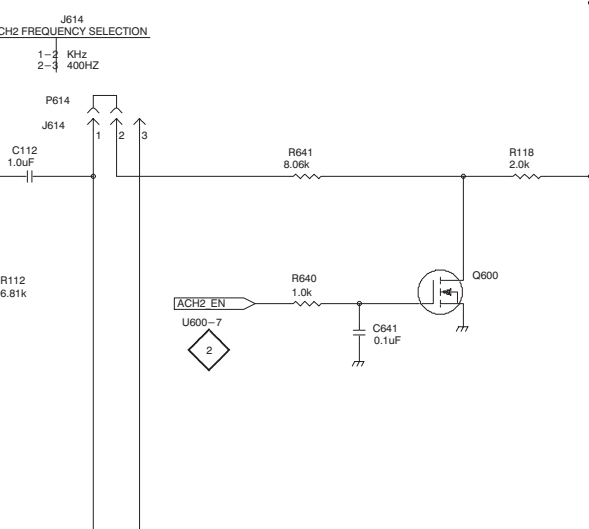 J614
CH2 FREQUENCY SELECTION
1-2 KHz
2-3 400HZ
P614
J614
1 2 3
C112
1.0uF
R641
8.06k
R118
2.0k
R112
6.81k
R640
1.0k
Q600
ACH2_EN
U600-7
2
C641
0.1uF